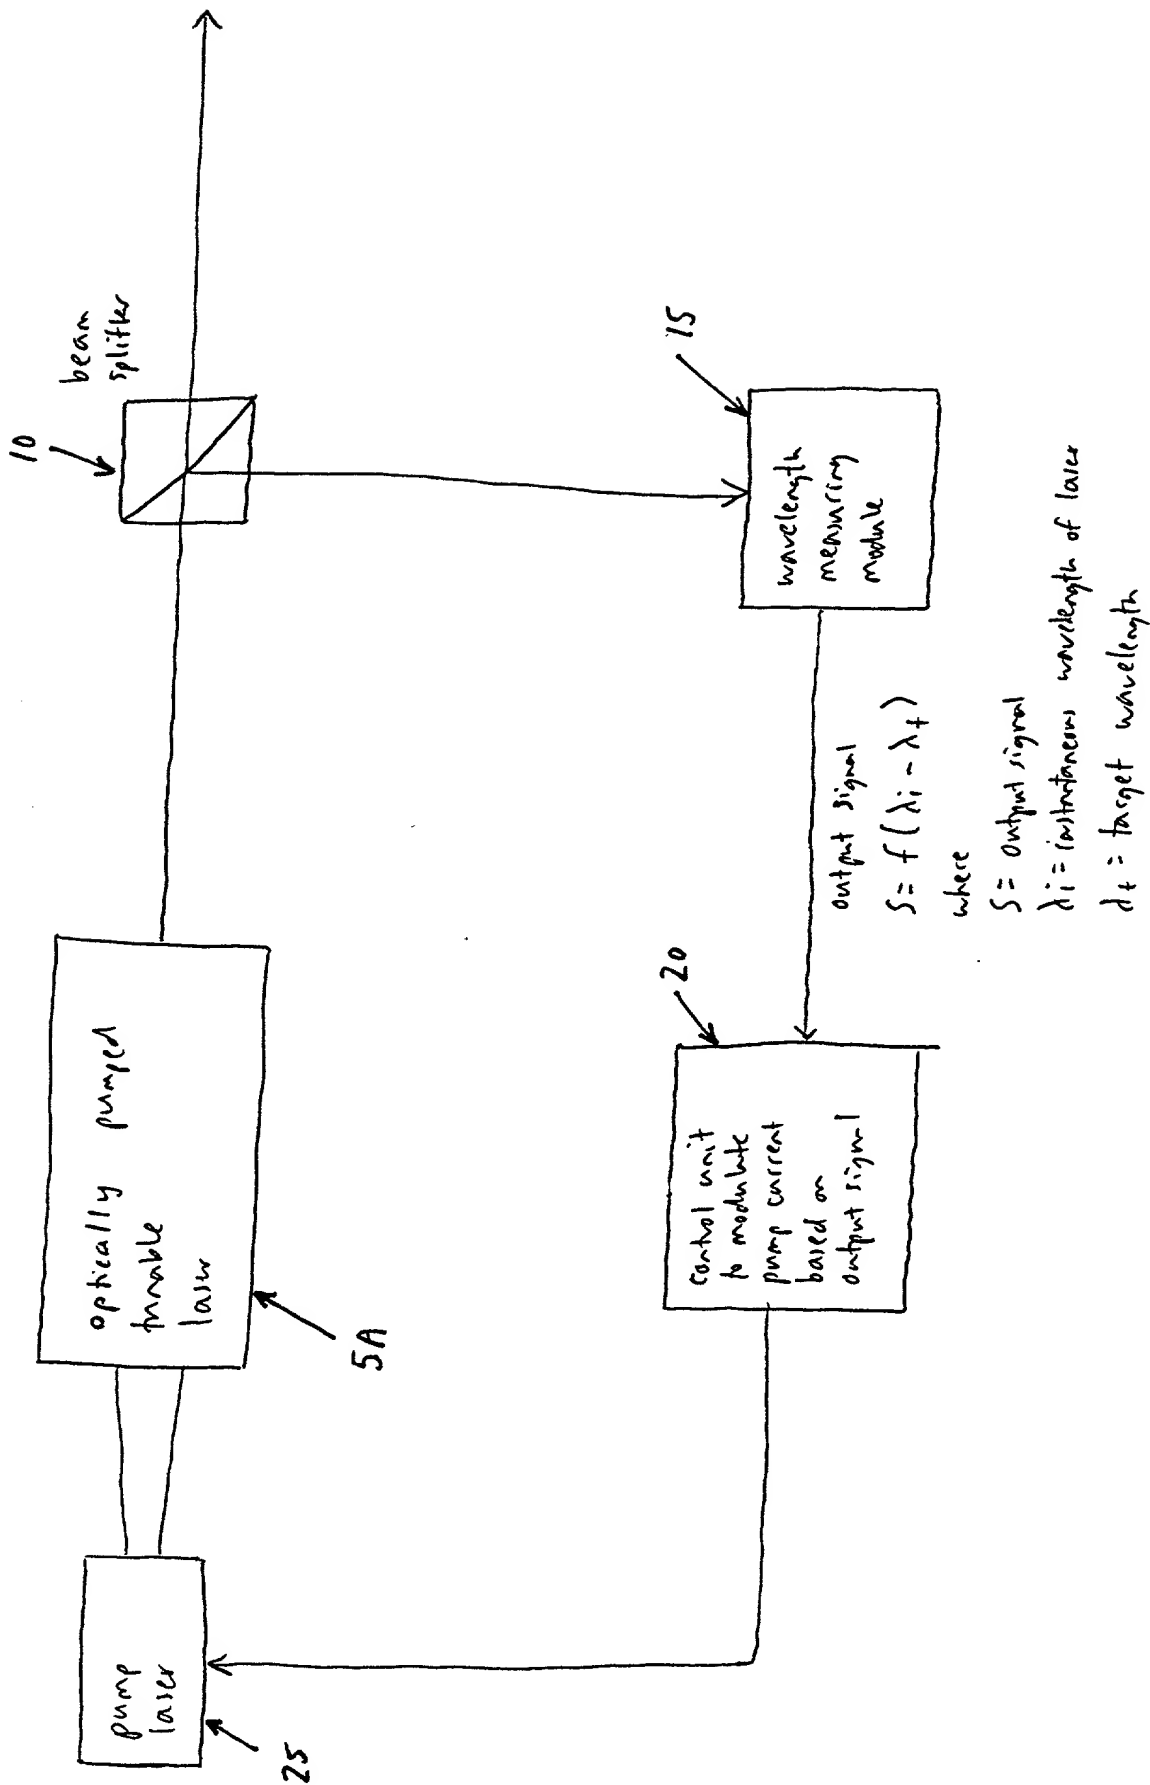 10
beam
splitter
optically pumped
tunable
laser
5A
pump
laser
25
15
wavelength
measuring
module
output signal
S = f(λi - λt)
where
S = output signal
λi = instantaneous wavelength of laser
λt = target wavelength
20
control unit
to modulate
pump current
based on
output signal